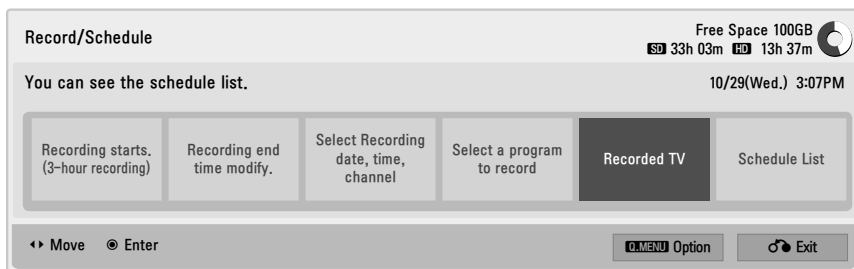 Record/Schedule
Free Space 100GB
SD 33h 03m HD 13h 37m
You can see the schedule list.
10/29(Wed.) 3:07PM
Recording starts.
(3-hour recording)
Recording end
time modify.
Select Recording
date, time,
channel
Select a program
to record
Recorded TV
Schedule List
Move
Enter
Q.MENU Option
Exit